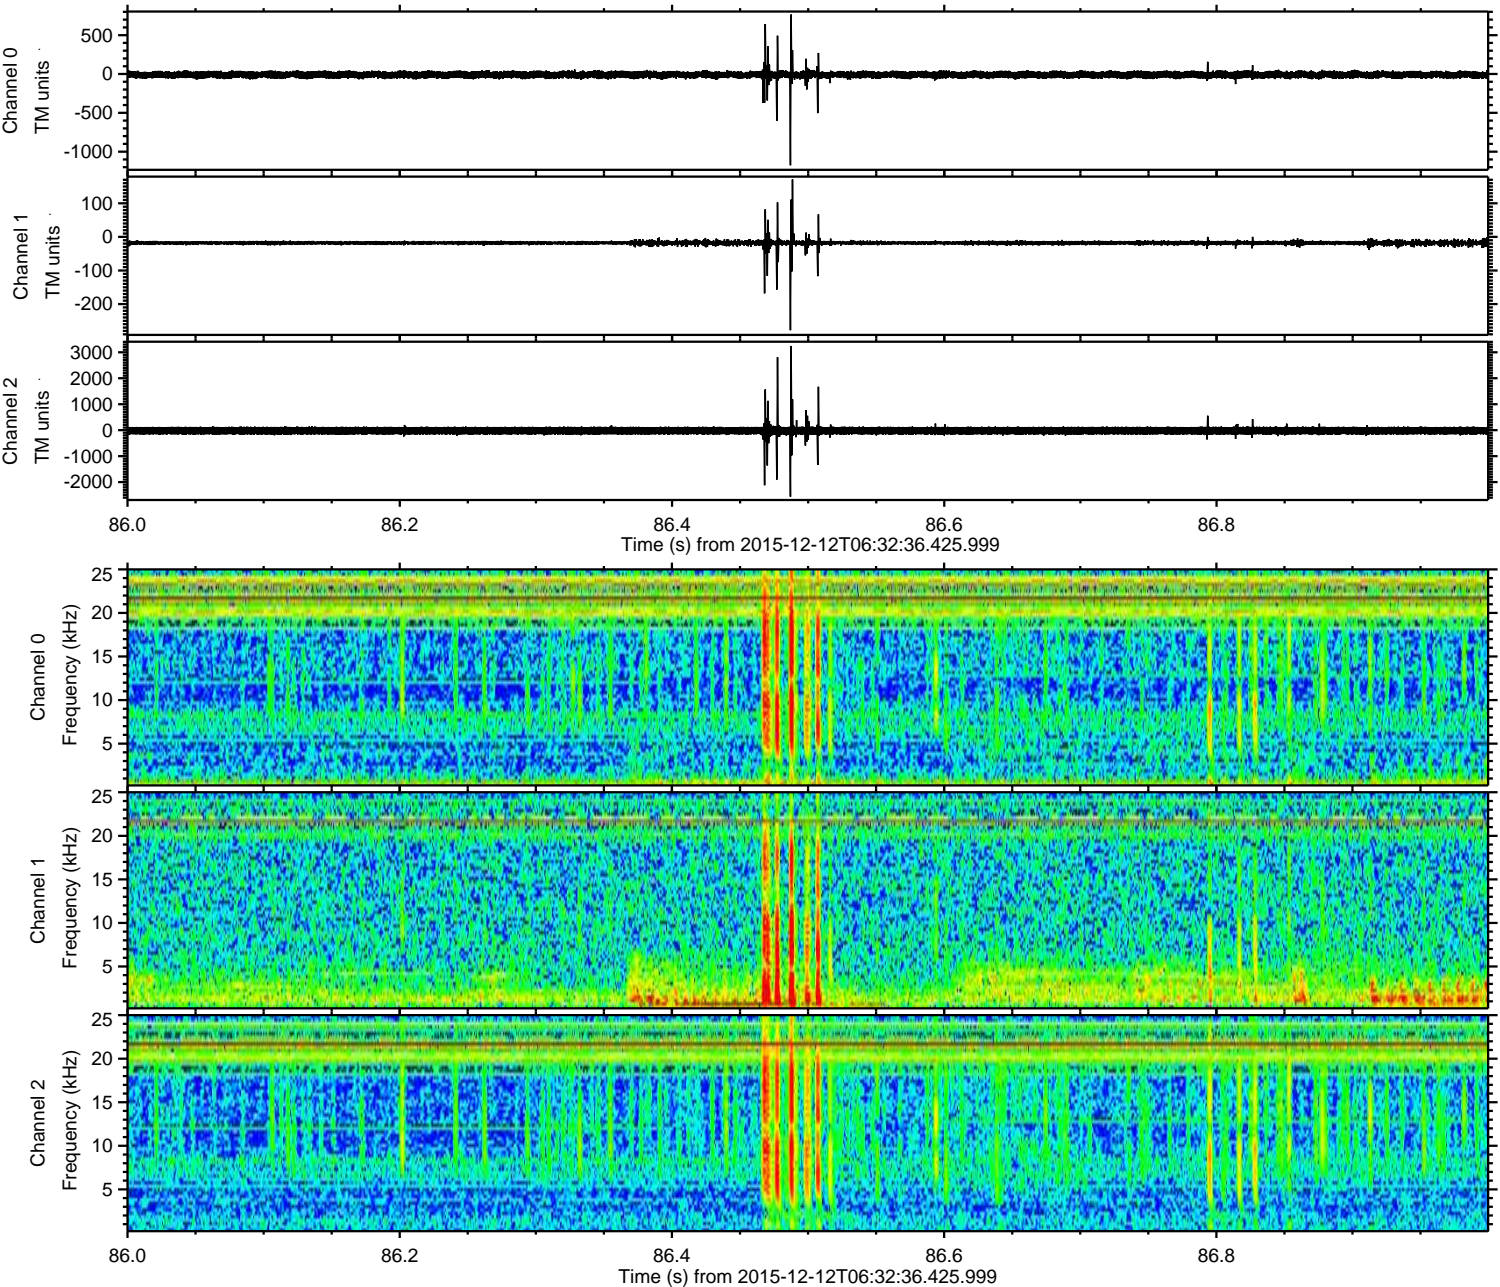 Channel 0
TM units
500
0
-500
-1000
Channel 1
TM units
100
0
-100
-200
Channel 2
TM units
3000
2000
1000
0
-1000
-2000
86.0 86.2 86.4 86.6 86.8
Time (s) from 2015-12-12T06:32:36.425.999
Channel 0
Frequency (kHz)
25
20
15
10
5
Channel 1
Frequency (kHz)
25
20
15
10
5
Channel 2
Frequency (kHz)
25
20
15
10
5
86.0 86.2 86.4 86.6 86.8
Time (s) from 2015-12-12T06:32:36.425.999